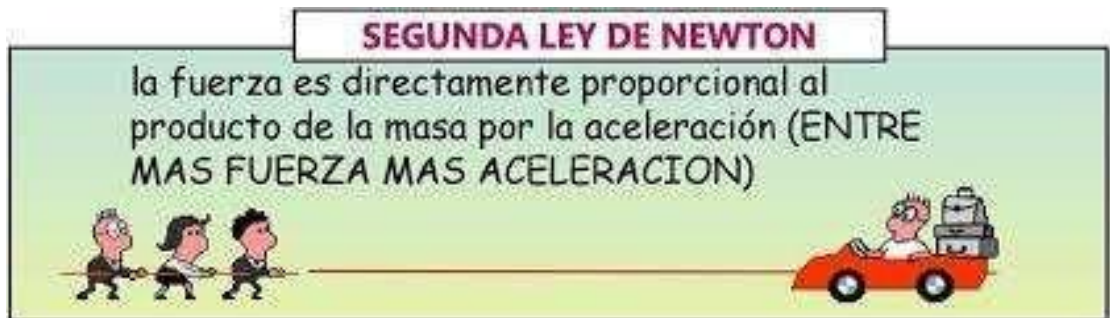 SEGUNDA LEY DE NEWTON
la fuerza es directamente proporcional al
producto de la masa por la aceleración (ENTRE
MAS FUERZA MAS ACELERACION)